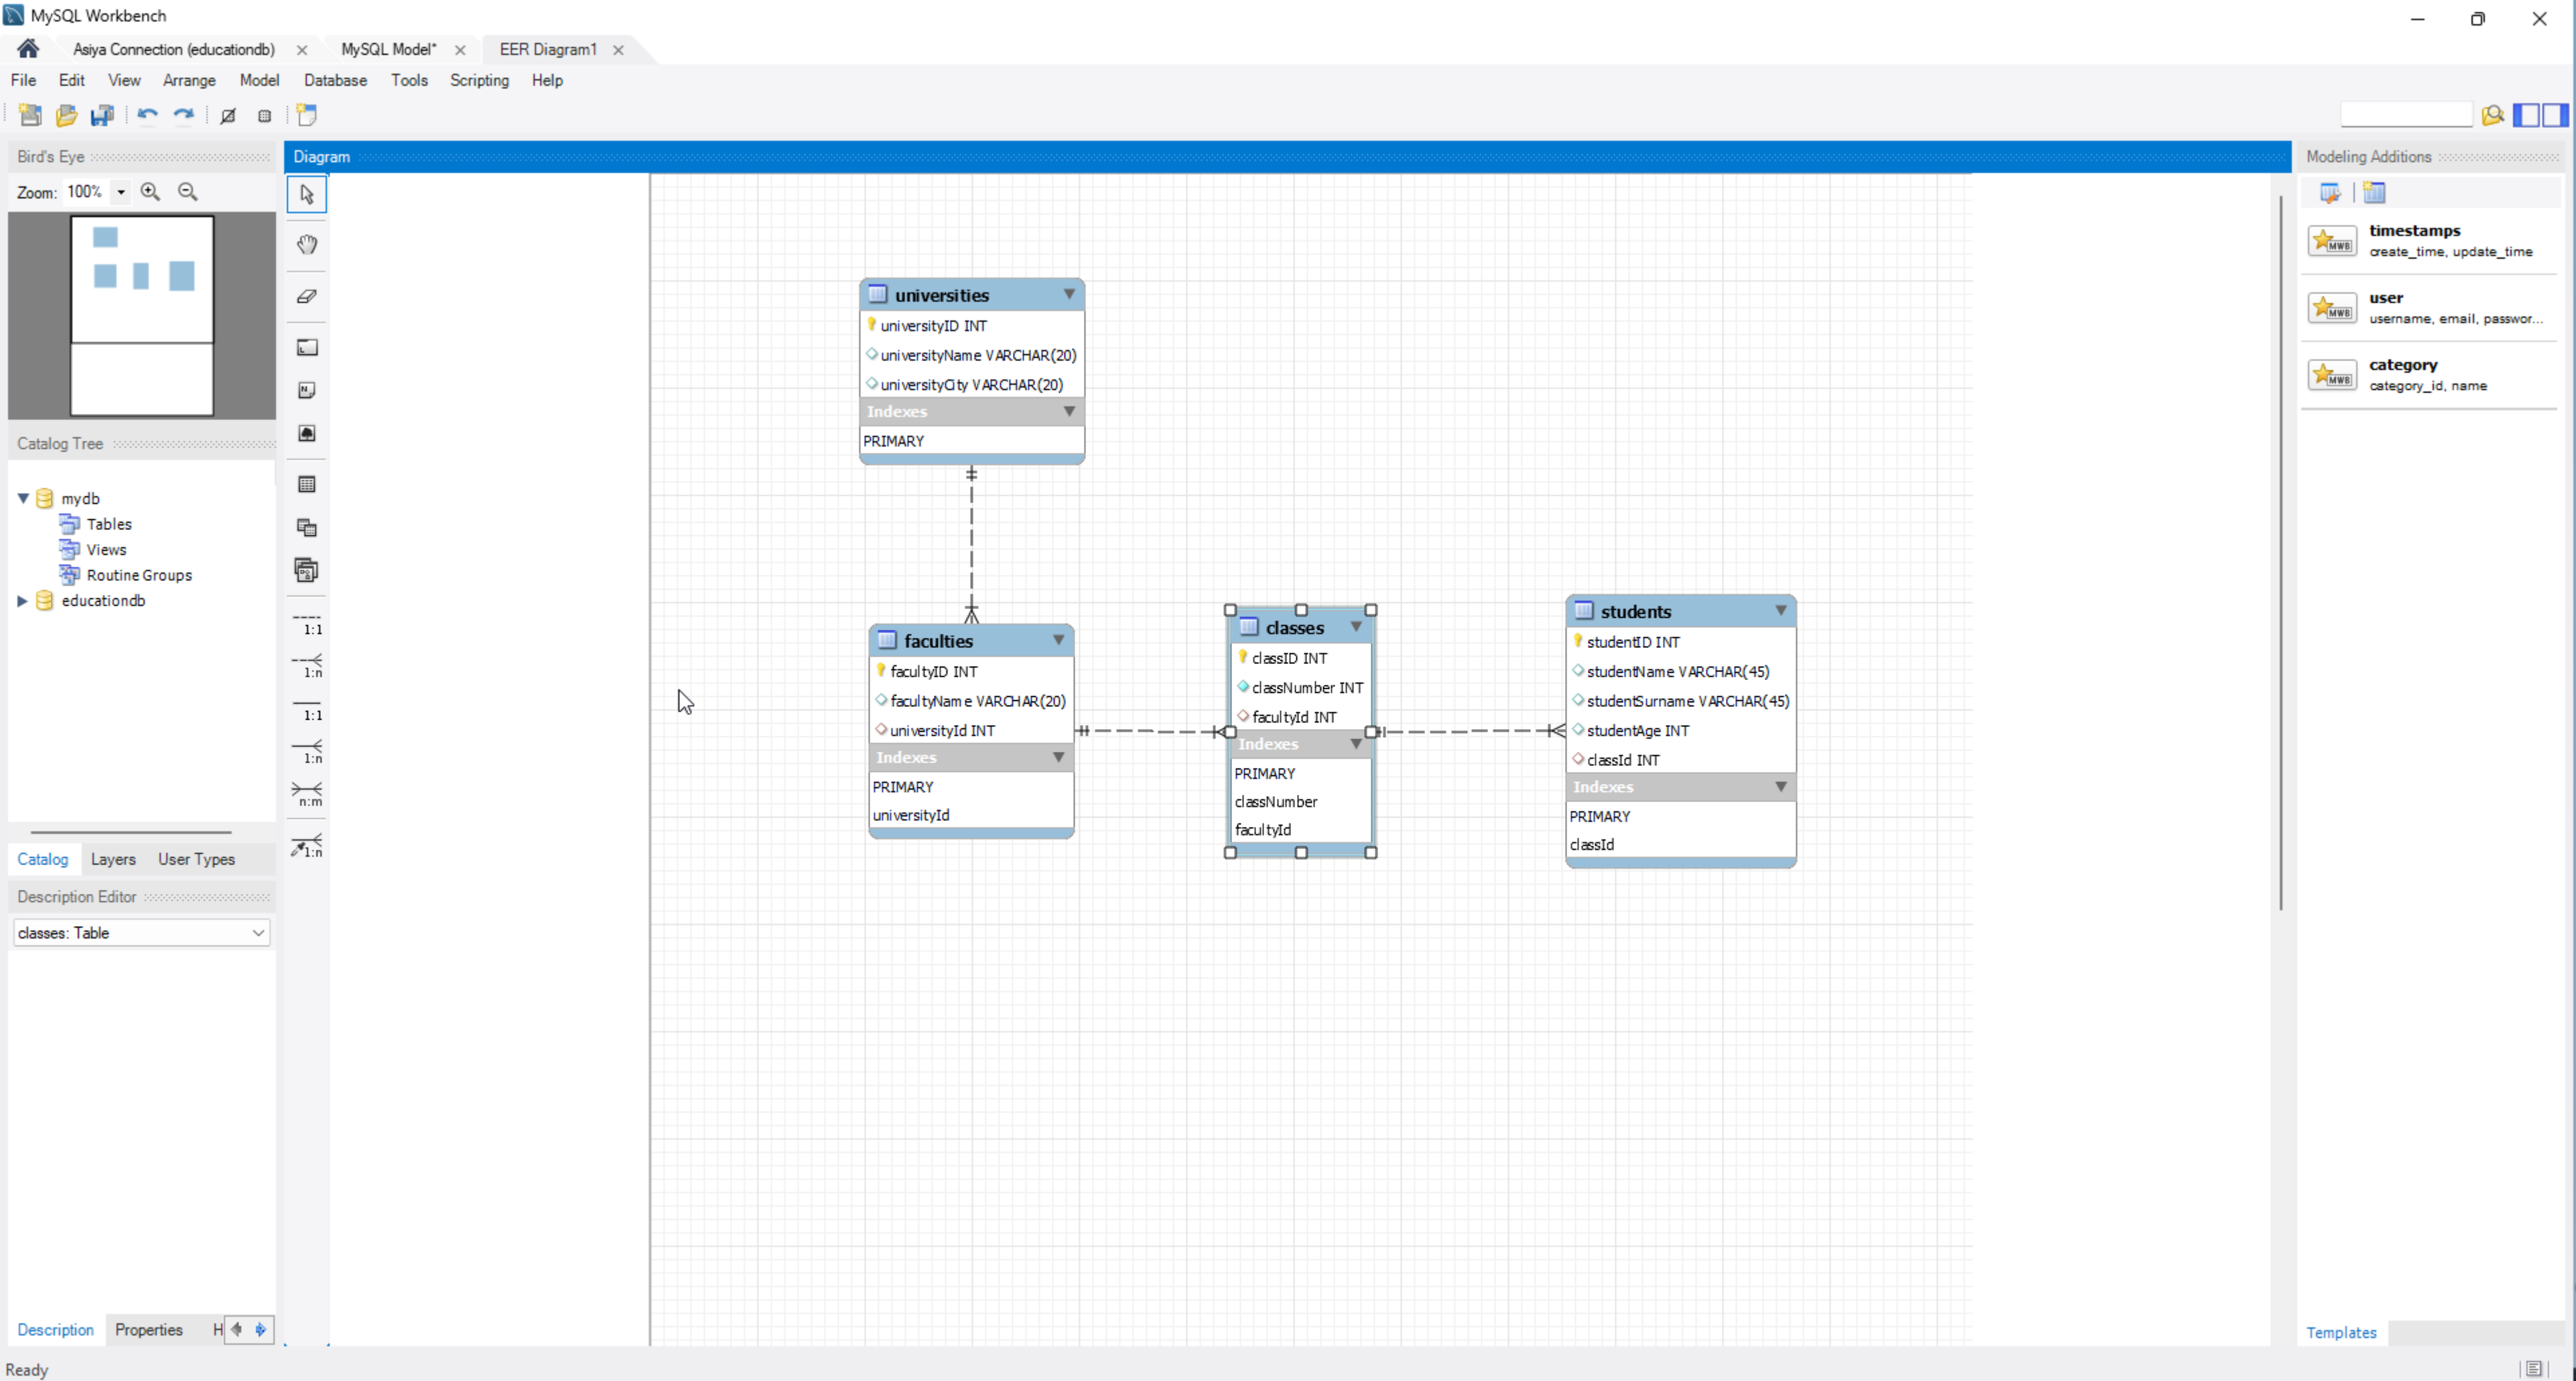 MySQL Workbench
Asiya Connection (educationdb)
MySQL Model*
EER Diagram1
File Edit View Arrange Model Database Tools Scripting Help
Bird's Eye
Zoom: 100%
Catalog Tree
mydb
Tables
Views
Routine Groups
educationdb
Catalog Layers User Types
Description Editor
classes: Table
Description Properties H
Ready
Diagram
1:1
1:n
1:1
1:n
n:m
1:n
universities
universityID INT
universityName VARCHAR(20)
universityCity VARCHAR(20)
Indexes
PRIMARY
faculties
facultyID INT
facultyName VARCHAR(20)
universityId INT
Indexes
PRIMARY
universityId
classes
classID INT
classNumber INT
facultyId INT
Indexes
PRIMARY
classNumber
facultyId
students
studentID INT
studentName VARCHAR(45)
studentSurname VARCHAR(45)
studentAge INT
classId INT
Indexes
PRIMARY
classId
Modeling Additions
MWB
timestamps
create_time, update_time
MWB
user
username, email, passwor...
MWB
category
category_id, name
Templates